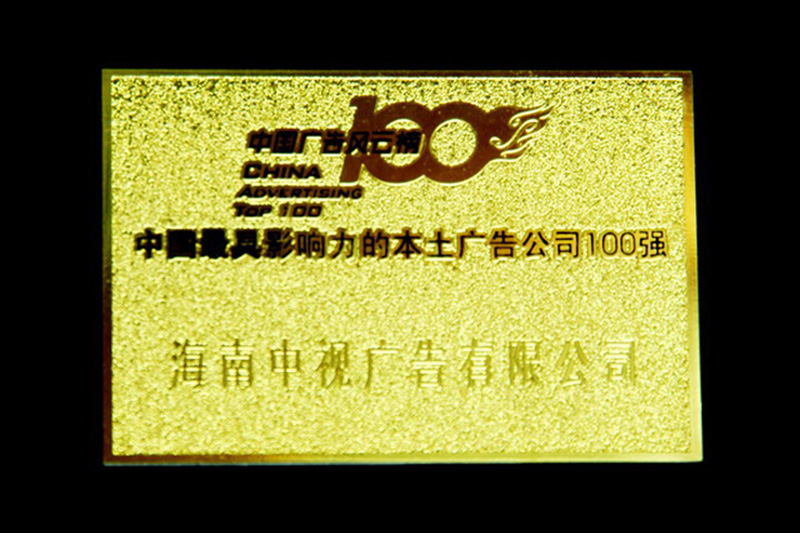 100
中国广告风云榜
CHINA
ADVERTISING
TOP 100
中国最具影响力的本土广告公司100强
海南中视广告有限公司